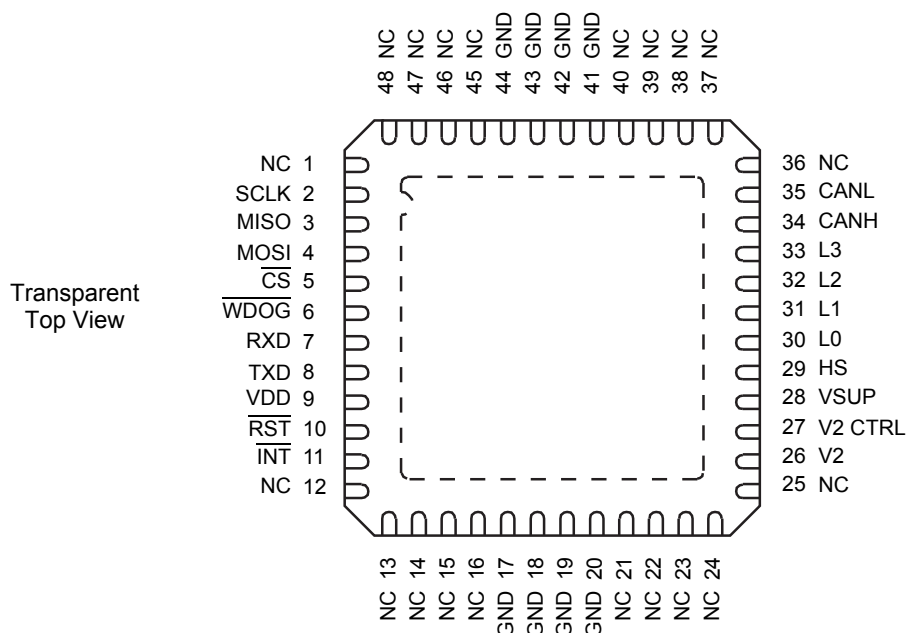 48 NC
47 NC
46 NC
45 NC
44 GND
43 GND
42 GND
41 GND
40 NC
39 NC
38 NC
37 NC
NC 1
SCLK 2
MISO 3
MOSI 4
CS 5
WDOG 6
RXD 7
TXD 8
VDD 9
RST 10
INT 11
NC 12
Transparent
Top View
36 NC
35 CANL
34 CANH
33 L3
32 L2
31 L1
30 L0
29 HS
28 VSUP
27 V2 CTRL
26 V2
25 NC
NC 13
NC 14
NC 15
NC 16
GND 17
GND 18
GND 19
GND 20
NC 21
NC 22
NC 23
NC 24